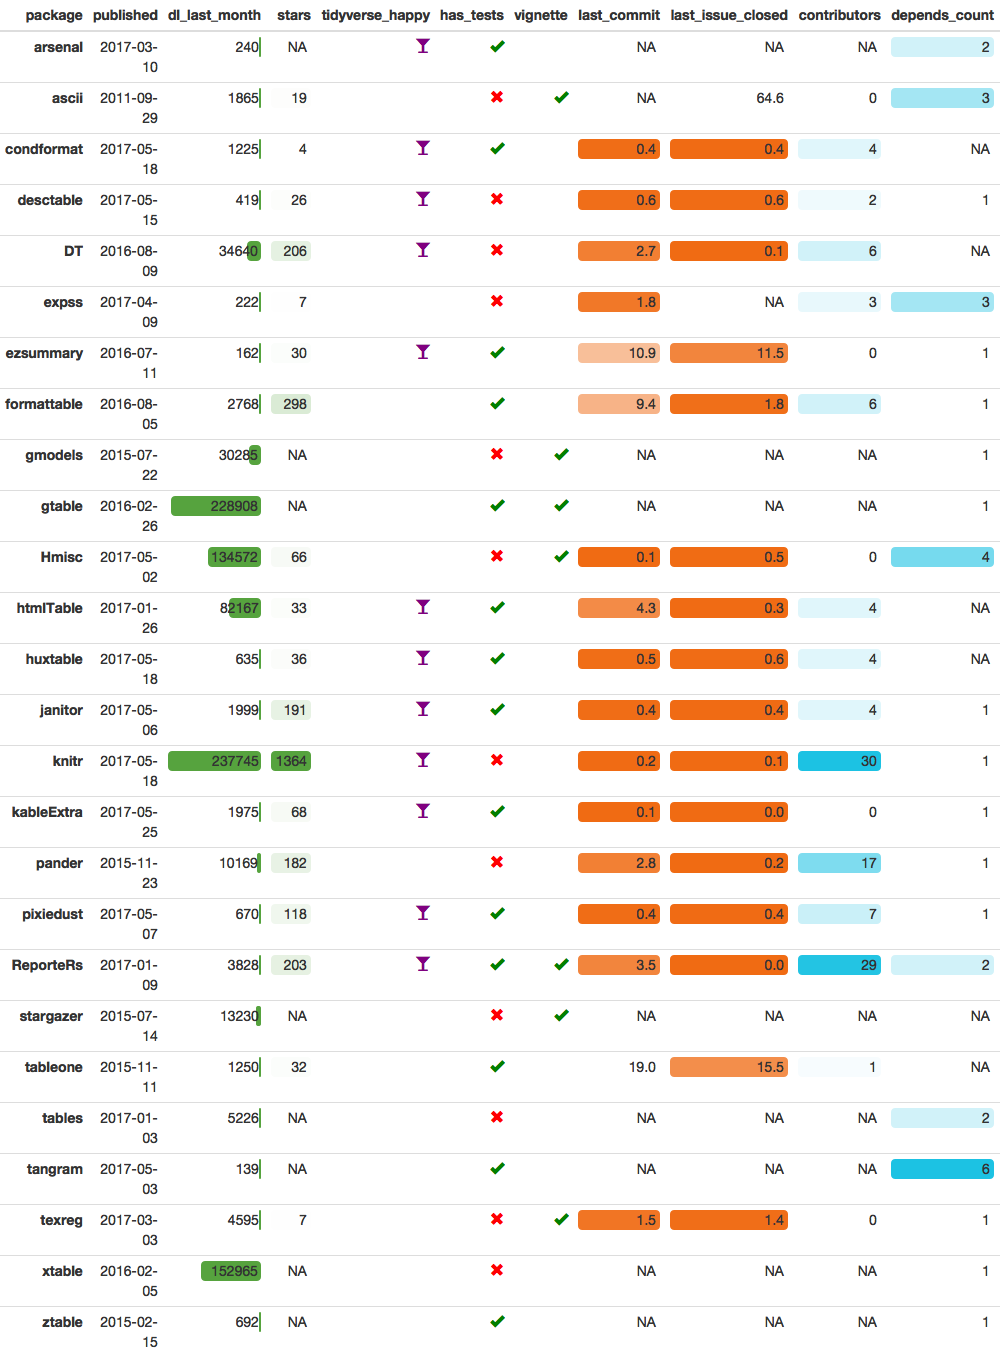 package published dl_last_month stars tidyverse_happy has_tests vignette last_commit last_issue_closed contributors depends_count
arsenal 2017-03- 240 NA NA NA NA 2
10
ascii 2011-09- 1865 19 NA 64.6 0 3
29
condformat 2017-05- 1225 4 0.4 0.4 4 NA
18
desctable 2017-05- 419 26 0.6 0.6 2 1
15
DT 2016-08- 34640 206 2.7 0.1 6 NA
09
expss 2017-04- 222 7 1.8 NA 3 3
09
ezsummary 2016-07- 162 30 10.9 11.5 0 1
11
formattable 2016-08- 2768 298 9.4 1.8 6 1
05
gmodels 2015-07- 30285 NA NA NA NA 1
22
gtable 2016-02- 228908 NA NA NA NA 1
26
Hmisc 2017-05- 134572 66 0.1 0.5 0 4
02
htmlTable 2017-01- 82167 33 4.3 0.3 4 NA
26
huxtable 2017-05- 635 36 0.5 0.6 4 NA
18
janitor 2017-05- 1999 191 0.4 0.4 4 1
06
knitr 2017-05- 237745 1364 0.2 0.1 30 1
18
kableExtra 2017-05- 1975 68 0.1 0.0 0 1
25
pander 2015-11- 10169 182 2.8 0.2 17 1
23
pixiedust 2017-05- 670 118 0.4 0.4 7 1
07
ReporteRs 2017-01- 3828 203 3.5 0.0 29 2
09
stargazer 2015-07- 13230 NA NA NA NA NA
14
tableone 2015-11- 1250 32 19.0 15.5 1 NA
11
tables 2017-01- 5226 NA NA NA NA 2
03
tangram 2017-05- 139 NA NA NA NA 6
03
texreg 2017-03- 4595 7 1.5 1.4 0 1
03
xtable 2016-02- 152965 NA NA NA NA 1
05
ztable 2015-02- 692 NA NA NA NA 1
15